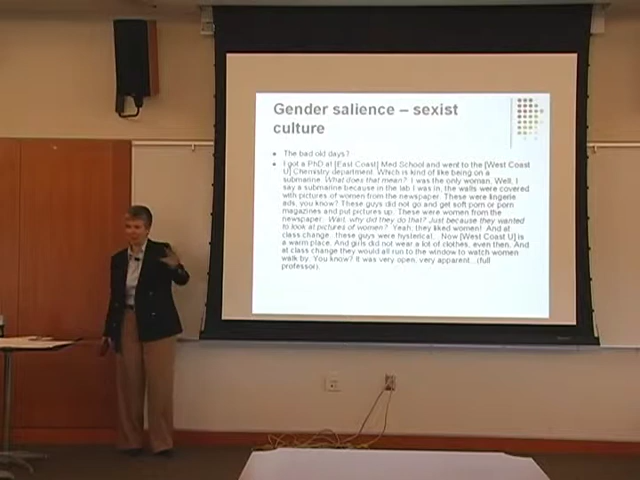 Gender salience – sexist
culture
The bad old days?
I got a PhD at [East Coast] Med School and went to the [West Coast
U] Chemistry department. Which is kind of like being on a
submarine. What does that mean? I was the only woman, Well, I
say a submarine because in the lab I was in, the walls were covered
with pictures of women from the newspaper. These were lingerie
ads, you know? These guys did not go and get soft porn or porn
magazines and put pictures up. These were women from the
newspaper. Wait, why did they do that? Just because they wanted
to look at pictures of women? Yeah, they liked women! And at
class change, these guys were hysterical... Now [West Coast U] is
a warm place. And girls did not wear a lot of clothes, even then. And
at class change they would all run to the window to watch women
walk by. You know? It was very open, very apparent...(full
professor).